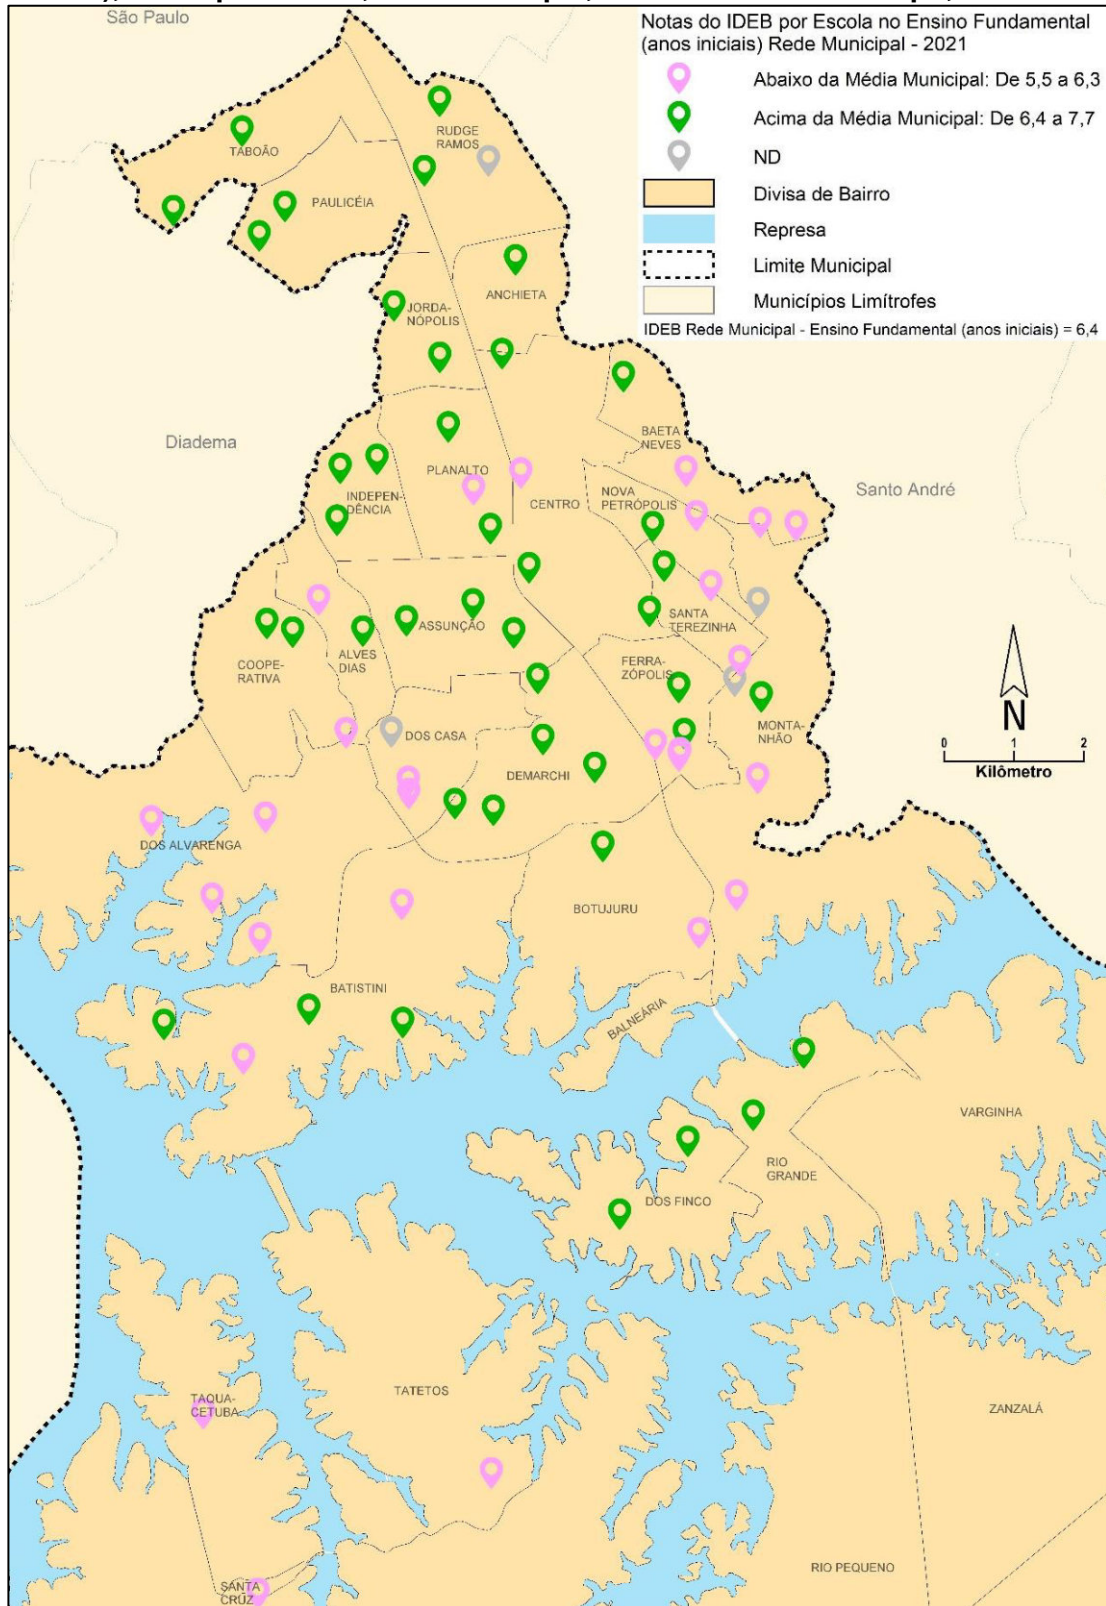 São Paulo
Notas do IDEB por Escola no Ensino Fundamental
(anos iniciais) Rede Municipal - 2021
Abaixo da Média Municipal: De 5,5 a 6,3
Acima da Média Municipal: De 6,4 a 7,7
ND
Divisa de Bairro
Represa
Limite Municipal
Municípios Limítrofes
IDEB Rede Municipal - Ensino Fundamental (anos iniciais) = 6,4
RUDGE
RAMOS
TABOÃO
PAULICÉIA
ANCHIETA
JORDA-
NÓPOLIS
Diadema
BAETA
NEVES
PLANALTO
CENTRO
NOVA
PETRÓPOLIS
Santo André
INDEPEN-
DÊNCIA
ASSUNÇÃO
SANTA
TEREZINHA
COOPE-
RATIVA
ALVES
DIAS
FERRA-
ZÓPOLIS
MONTA-
NHÃO
N
0 1 2
Kilômetro
DOS CASA
DEMARCHI
DOS ALVARENGA
BOTUJURU
BATISTINI
BALNEÁRIA
VARGINHA
RIO
GRANDE
DOS FINCO
TAQUA-
CETUBA
TATETOS
ZANZALÁ
RIO PEQUENO
SANTA
CRUZ